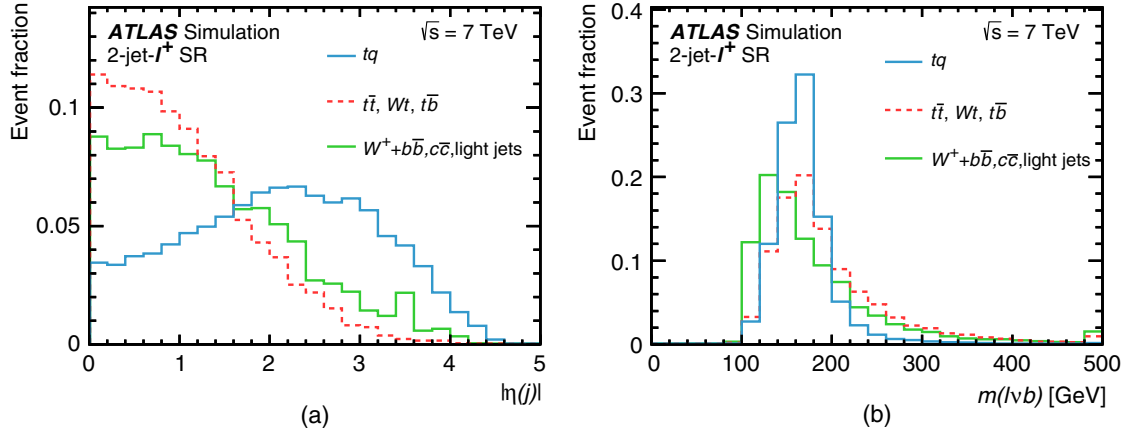 Event fraction
ATLAS Simulation
2-jet-l⁺ SR
√s = 7 TeV
tq
tt̄, Wt, tb̄
W⁺+bb̄,cc̄,light jets
0.1
0.05
0
0 1 2 3 4 5
|η(j)|
(a)
Event fraction
ATLAS Simulation
2-jet-l⁺ SR
√s = 7 TeV
tq
tt̄, Wt, tb̄
W⁺+bb̄,cc̄,light jets
0.4
0.3
0.2
0.1
0
0 100 200 300 400 500
m(lνb) [GeV]
(b)